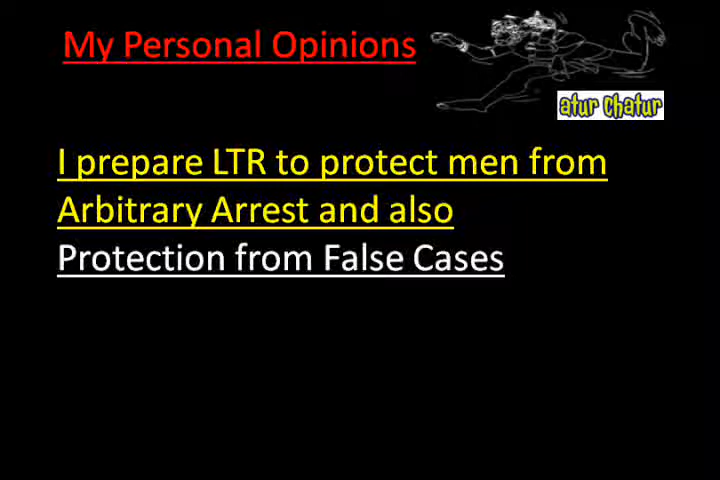 My Personal Opinions
atur chatur
I prepare LTR to protect men from
Arbitrary Arrest and also
Protection from False Cases